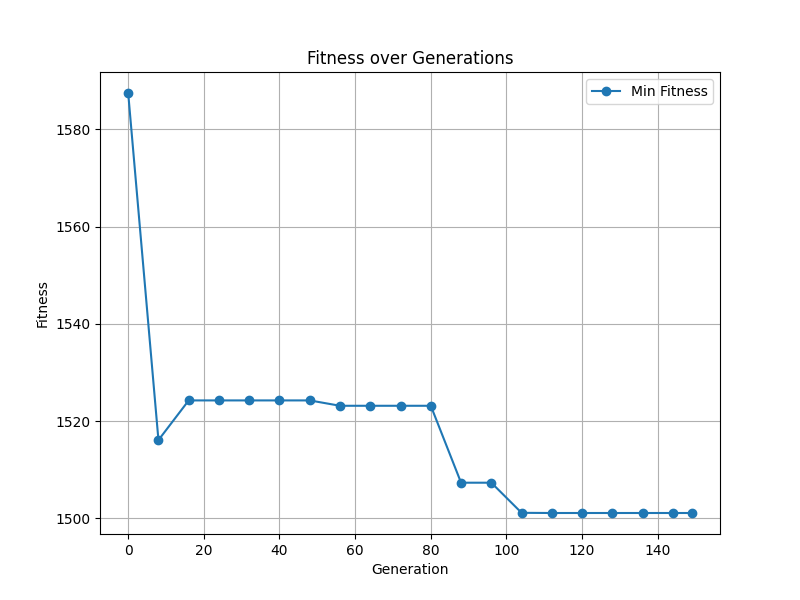 Fitness over Generations
Min Fitness
Fitness
1580
1560
1540
1520
1500
0 20 40 60 80 100 120 140
Generation